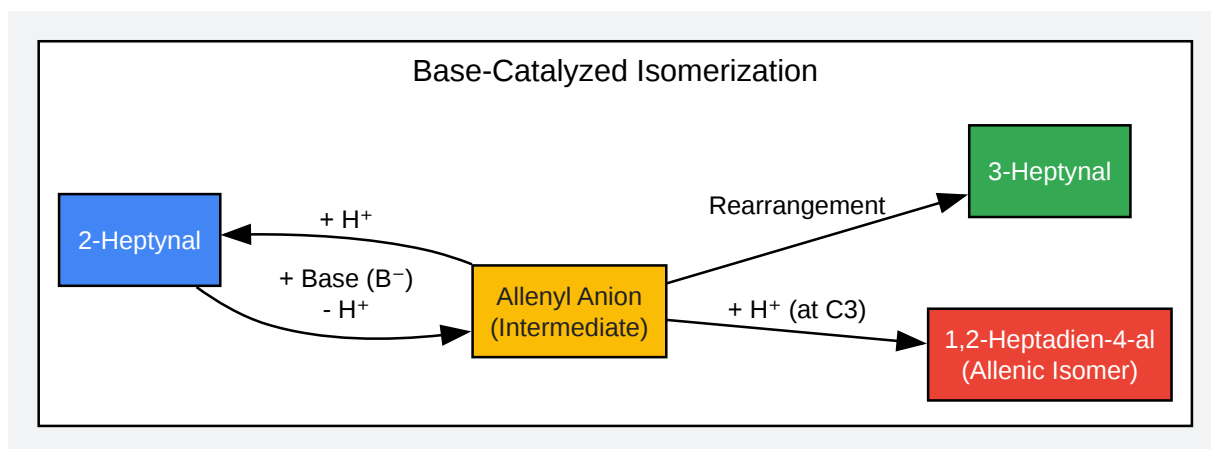 Base-Catalyzed Isomerization
3-Heptynal
Rearrangement
2-Heptynal
+ H⁺
+ Base (B⁻)
- H⁺
Allenyl Anion
(Intermediate)
+ H⁺ (at C3)
1,2-Heptadien-4-al
(Allenic Isomer)